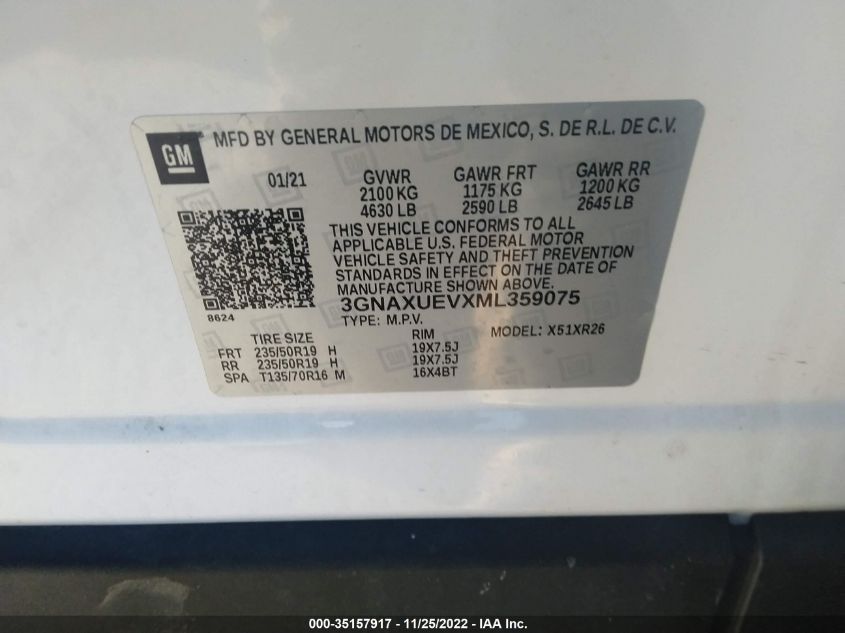 GM
MFD BY GENERAL MOTORS DE MEXICO, S. DE R.L. DE C.V.
01/21 GVWR GAWR FRT GAWR RR
2100 KG 1175 KG 1200 KG
4630 LB 2590 LB 2645 LB
THIS VEHICLE CONFORMS TO ALL
APPLICABLE U.S. FEDERAL MOTOR
VEHICLE SAFETY AND THEFT PREVENTION
STANDARDS IN EFFECT ON THE DATE OF
MANUFACTURE SHOWN ABOVE.
3GNAXUEVXML359075
8624
TYPE: M.P.V. MODEL: X51XR26
TIRE SIZE RIM
FRT 235/50R19 H 19X7.5J
RR 235/50R19 H 19X7.5J
SPA T135/70R16 M 16X4BT
000-35157917 - 11/25/2022 - IAA Inc.